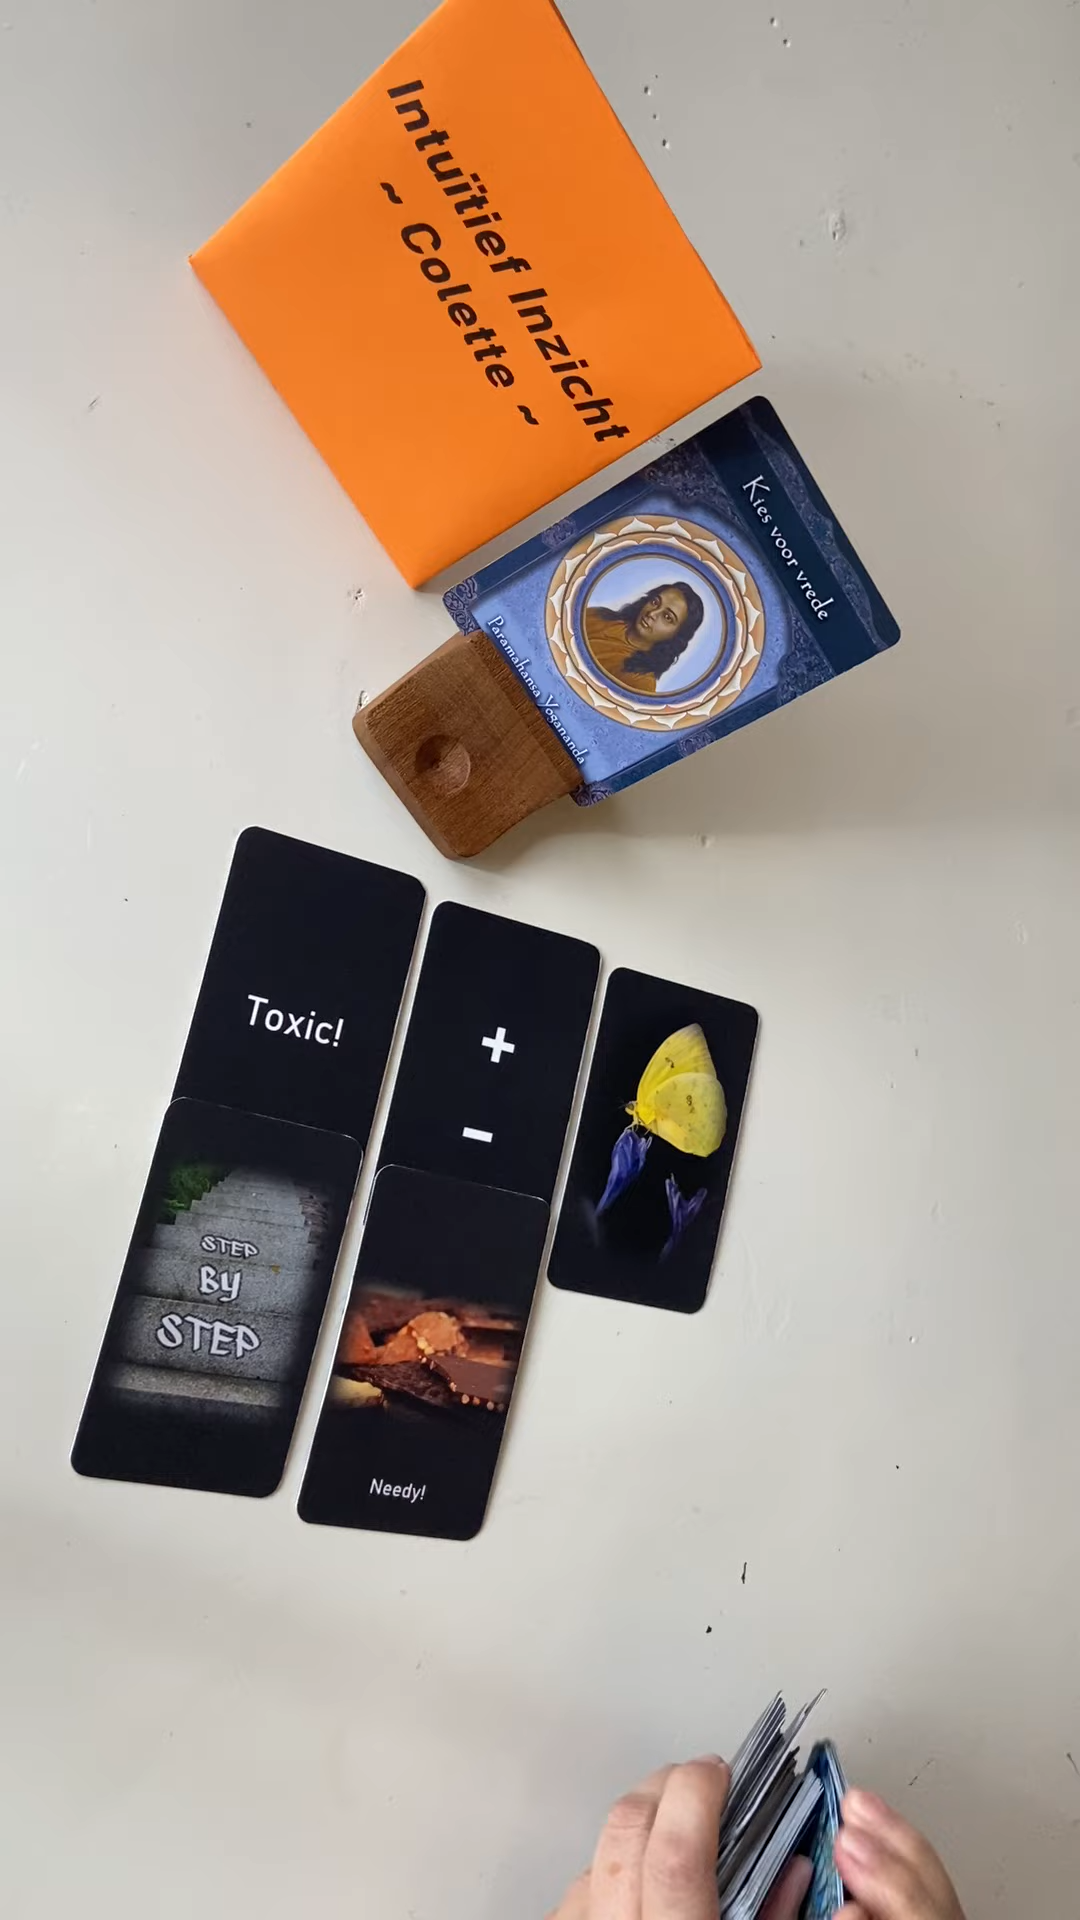 Intuïtief Inzicht
~ Colette ~
Kies voor vrede
Paramahansa Yogananda
Toxic!
+
-
STEP
BY
STEP
Needy!